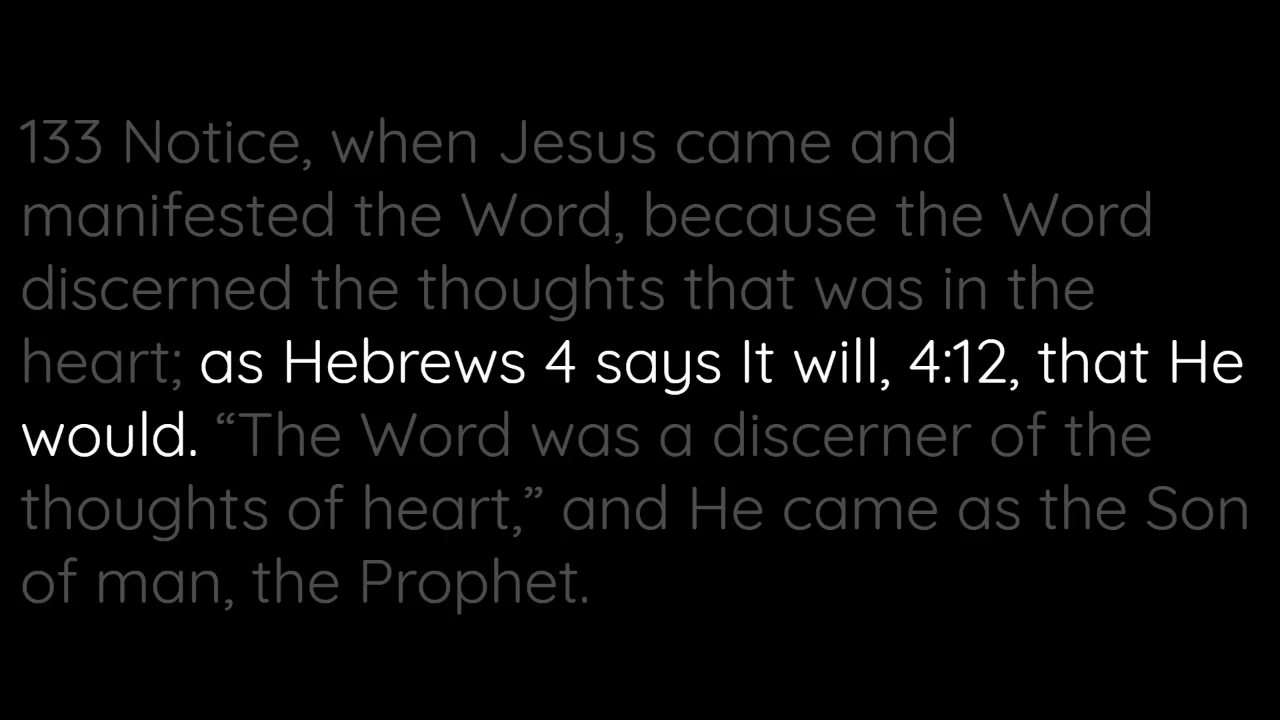 133 Notice, when Jesus came and
manifested the Word, because the Word
discerned the thoughts that was in the
heart; as Hebrews 4 says It will, 4:12, that He
would. “The Word was a discerner of the
thoughts of heart,” and He came as the Son
of man, the Prophet.